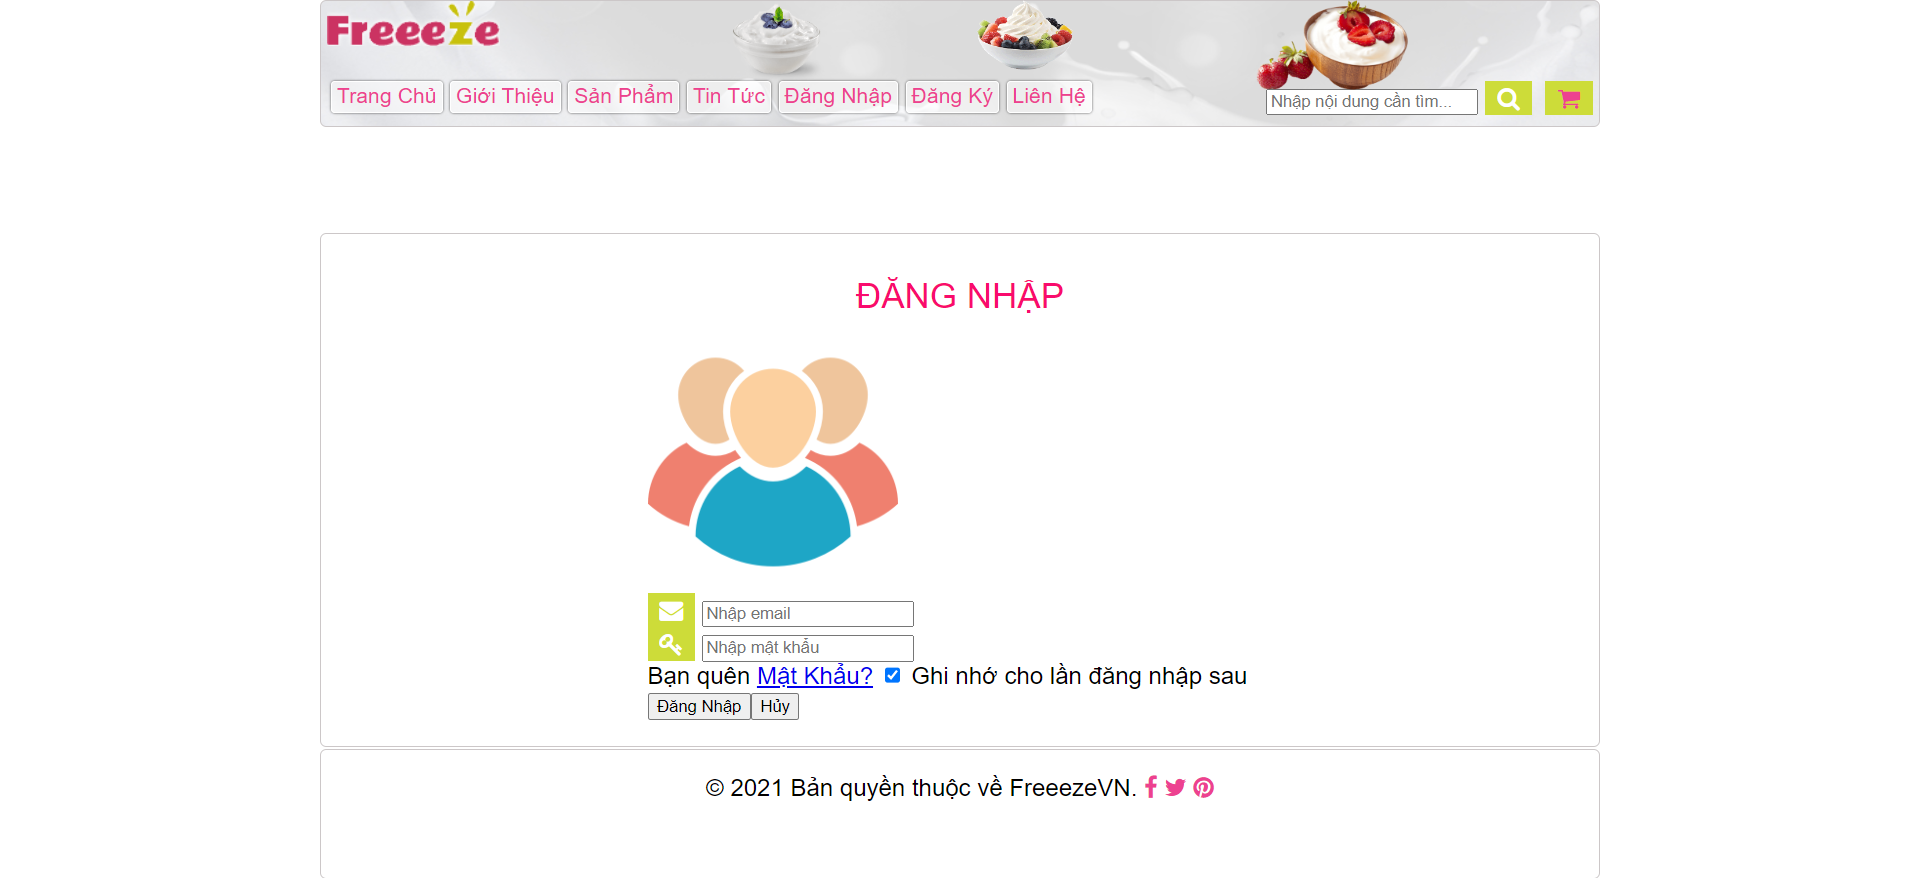 Freeeze
Trang Chủ Giới Thiệu Sản Phẩm Tin Tức Đăng Nhập Đăng Ký Liên Hệ Nhập nội dung cần tìm...
ĐĂNG NHẬP
Nhập email
Nhập mật khẩu
Bạn quên Mật Khẩu? Ghi nhớ cho lần đăng nhập sau
Đăng Nhập Hủy
© 2021 Bản quyền thuộc về FreeezeVN.